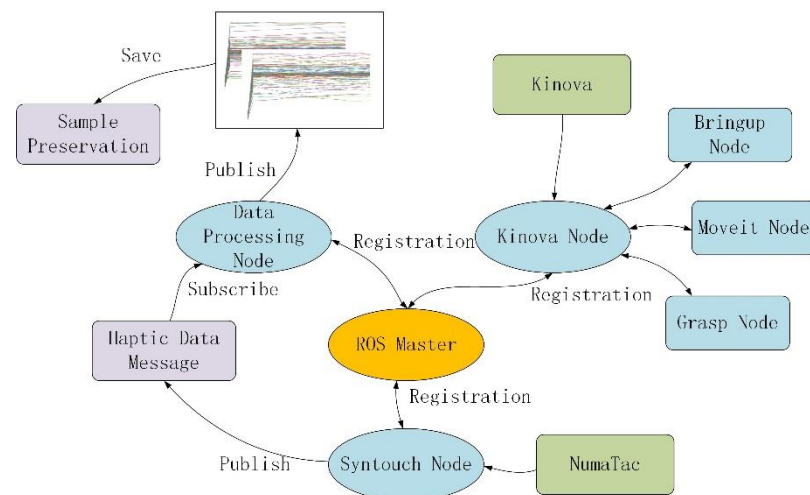 Save
Sample
Preservation
Publish
Kinova
Bringup
Node
Data
Processing
Node
Registration
Kinova Node
Moveit Node
Subscribe
Registration
Grasp Node
Haptic Data
Message
ROS Master
Registration
Publish
Syntouch Node
NumaTac